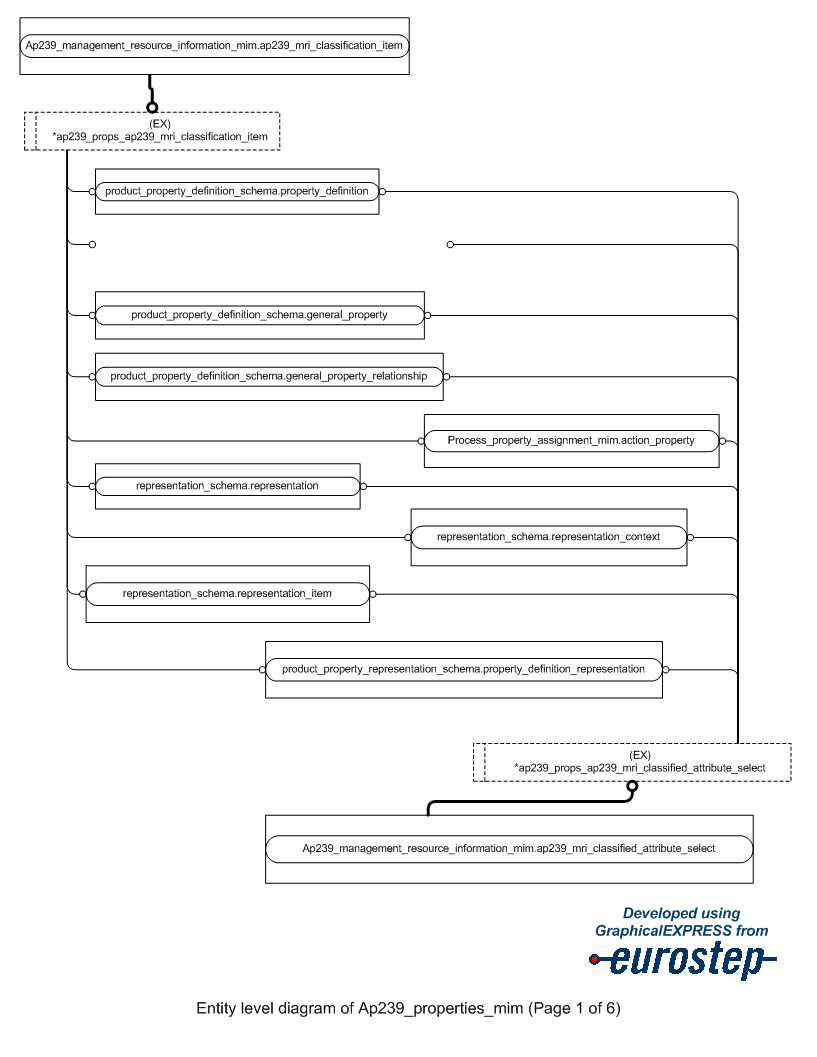 Ap239_management_resource_information_mim.ap239_mri_classification_item
(EX)
*ap239_props_ap239_mri_classification_item
product_property_definition_schema.property_definition
product_property_definition_schema.general_property
product_property_definition_schema.general_property_relationship
Process_property_assignment_mim.action_property
representation_schema.representation
representation_schema.representation_context
representation_schema.representation_item
product_property_representation_schema.property_definition_representation
(EX)
*ap239_props_ap239_mri_classified_attribute_select
Ap239_management_resource_information_mim.ap239_mri_classified_attribute_select
Developed using
GraphicalEXPRESS from
eurostep
Entity level diagram of Ap239_properties_mim (Page 1 of 6)